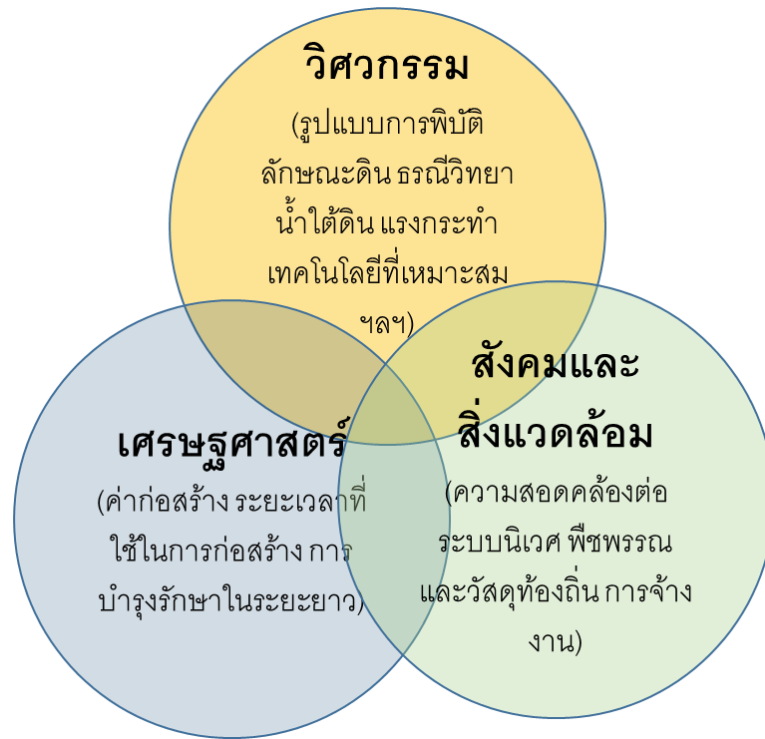 วิศวกรรม
(รูปแบบการพิบัติ
ลักษณะดิน ธรณีวิทยา
น้ำใต้ดิน แรงกระทำ
เทคโนโลยีที่เหมาะสม
ฯลฯ)
เศรษฐศาสตร์
(ค่าก่อสร้าง ระยะเวลาที่
ใช้ในการก่อสร้าง การ
บำรุงรักษาในระยะยาว)
สังคมและ
สิ่งแวดล้อม
(ความสอดคล้องต่อ
ระบบนิเวศ พืชพรรณ
และวัสดุท้องถิ่น การจ้าง
งาน)